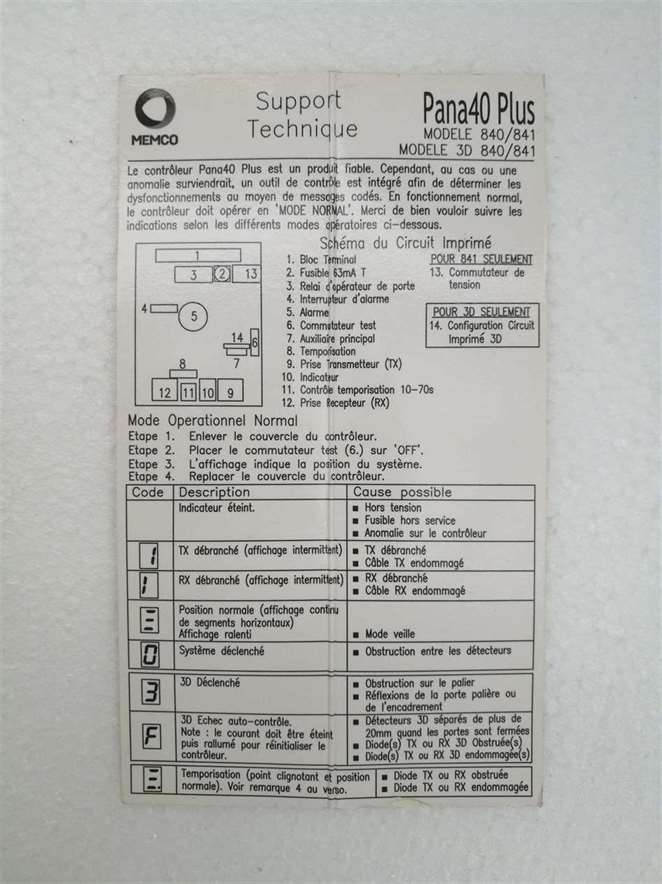 MEMCO
Support
Technique
Pana40 Plus
MODELE 840/841
MODELE 3D 840/841
Le contrôleur Pana40 Plus est un produit fiable. Cependant, au cas ou une
anomalie surviendrait, un outil de contrôle est intégré afin de déterminer les
dysfonctionnements au moyen de messages codés. En fonctionnement normal,
le contrôleur doit opérer en 'MODE NORMAL'. Merci de bien vouloir suivre les
indications selon les différents modes opératoires ci-dessous.
Schéma du Circuit Imprimé
1
3
2
13
4
5
14
6
7
8
12
11
10
9
1. Bloc Terminal
2. Fusible 63mA T
3. Relai d'opérateur de porte
4. Interrupteur d'alarme
5. Alarme
6. Commutateur test
7. Auxiliaire principal
8. Temporisation
9. Prise Transmetteur (TX)
10. Indicateur
11. Contrôle temporisation 10-70s
12. Prise Recepteur (RX)
POUR 841 SEULEMENT
13. Commutateur de
tension
POUR 3D SEULEMENT
14. Configuration Circuit
Imprimé 3D
Mode Operationnel Normal
Etape 1. Enlever le couvercle du contrôleur.
Etape 2. Placer le commutateur test (6.) sur 'OFF'.
Etape 3. L'affichage indique la position du système.
Etape 4. Replacer le couvercle du contrôleur.
Code Description Cause possible
Indicateur éteint.
■ Hors tension
■ Fusible hors service
■ Anomalie sur le contrôleur
TX débranché (affichage intermittent)
■ TX débranché
■ Câble TX endommagé
RX débranché (affichage intermittent)
■ RX débranché
■ Câble RX endommagé
Position normale (affichage continu
de segments horizontaux)
Affichage ralenti
■ Mode veille
0 Système déclenché
■ Obstruction entre les détecteurs
3 3D Déclenché
■ Obstruction sur le palier
■ Réflexions de la porte palière ou
de l'encadrement
F 3D Echec auto-contrôle.
Note : le courant doit être éteint
puis rallumé pour réinitialiser le
contrôleur.
■ Détecteurs 3D séparés de plus de
20mm quand les portes sont fermées
■ Diode(s) TX ou RX 3D Obstruée(s)
■ Diode(s) TX ou RX 3D endommagée(s)
Temporisation (point clignotant et position
normale). Voir remarque 4 au verso.
■ Diode TX ou RX obstruée
■ Diode TX ou RX endommagée